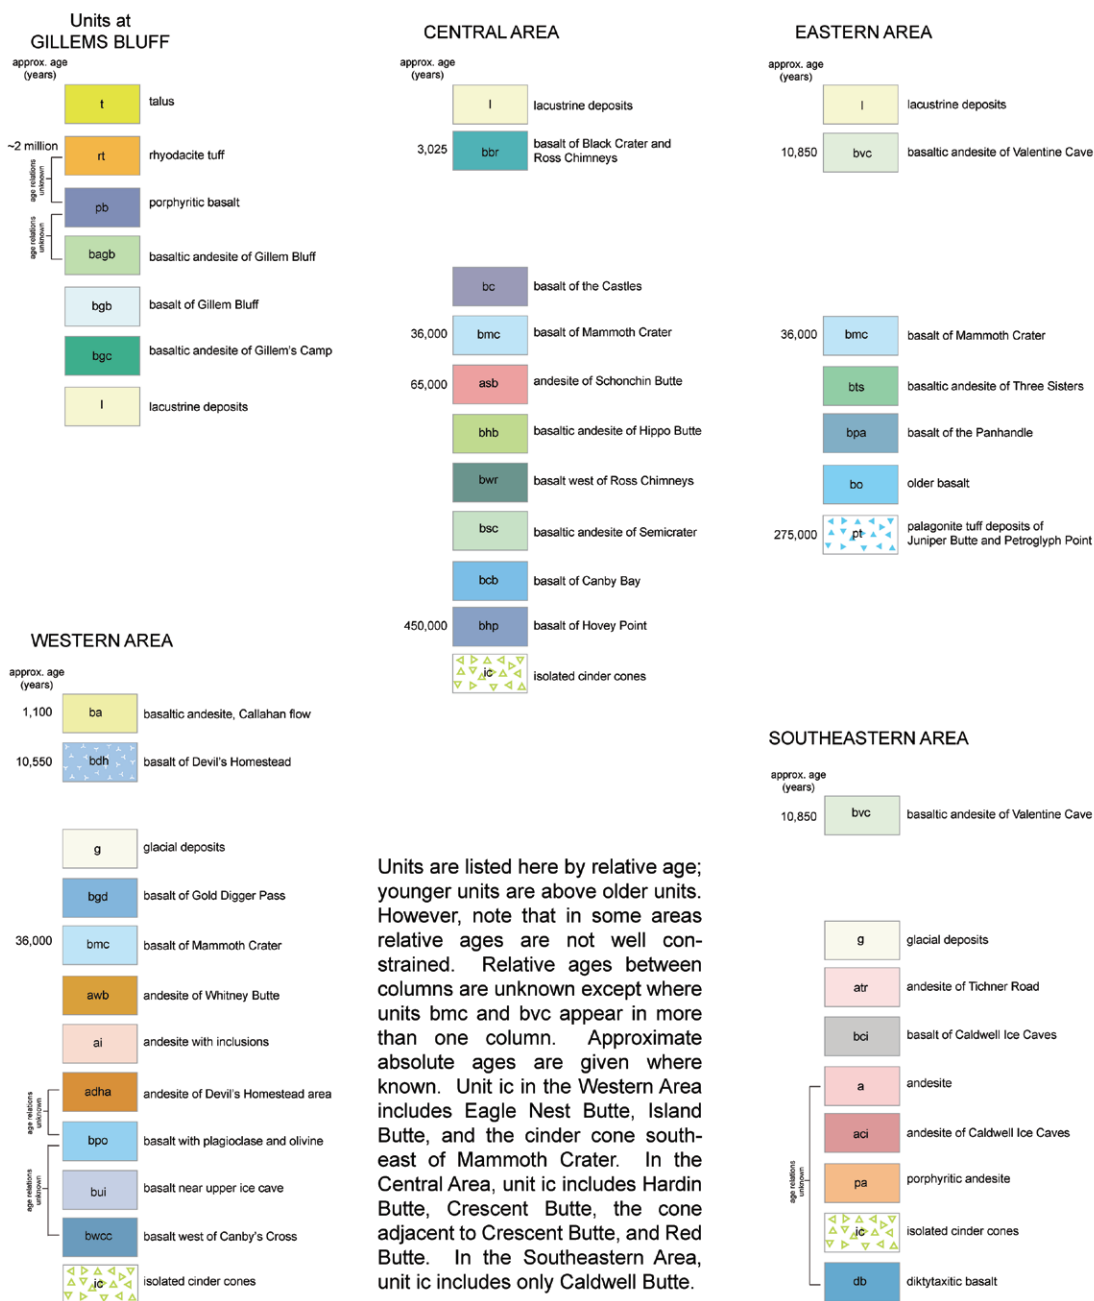 Units at
GILLEMS BLUFF
approx. age
(years)
t
talus
~2 million
rt
rhyodacite tuff
age relations
unknown
pb
porphyritic basalt
age relations
unknown
bagb
basaltic andesite of Gillem Bluff
bgb
basalt of Gillem Bluff
bgc
basaltic andesite of Gillem's Camp
l
lacustrine deposits
CENTRAL AREA
approx. age
(years)
l
lacustrine deposits
3,025
bbr
basalt of Black Crater and
Ross Chimneys
bc
basalt of the Castles
36,000
bmc
basalt of Mammoth Crater
65,000
asb
andesite of Schonchin Butte
bhb
basaltic andesite of Hippo Butte
bwr
basalt west of Ross Chimneys
bsc
basaltic andesite of Semicrater
bcb
basalt of Canby Bay
450,000
bhp
basalt of Hovey Point
ic
isolated cinder cones
EASTERN AREA
approx. age
(years)
l
lacustrine deposits
10,850
bvc
basaltic andesite of Valentine Cave
36,000
bmc
basalt of Mammoth Crater
bts
basaltic andesite of Three Sisters
bpa
basalt of the Panhandle
bo
older basalt
275,000
pt
palagonite tuff deposits of
Juniper Butte and Petroglyph Point
WESTERN AREA
approx. age
(years)
1,100
ba
basaltic andesite, Callahan flow
10,550
bdh
basalt of Devil's Homestead
g
glacial deposits
bgd
basalt of Gold Digger Pass
36,000
bmc
basalt of Mammoth Crater
awb
andesite of Whitney Butte
ai
andesite with inclusions
adha
andesite of Devil's Homestead area
age relations
unknown
bpo
basalt with plagioclase and olivine
age relations
unknown
bui
basalt near upper ice cave
bwcc
basalt west of Canby's Cross
ic
isolated cinder cones
Units are listed here by relative age;
younger units are above older units.
However, note that in some areas
relative ages are not well con-
strained. Relative ages between
columns are unknown except where
units bmc and bvc appear in more
than one column. Approximate
absolute ages are given where
known. Unit ic in the Western Area
includes Eagle Nest Butte, Island
Butte, and the cinder cone south-
east of Mammoth Crater. In the
Central Area, unit ic includes Hardin
Butte, Crescent Butte, the cone
adjacent to Crescent Butte, and Red
Butte. In the Southeastern Area,
unit ic includes only Caldwell Butte.
SOUTHEASTERN AREA
approx. age
(years)
10,850
bvc
basaltic andesite of Valentine Cave
g
glacial deposits
atr
andesite of Tichner Road
bci
basalt of Caldwell Ice Caves
a
andesite
aci
andesite of Caldwell Ice Caves
age relations
unknown
pa
porphyritic andesite
ic
isolated cinder cones
db
diktytaxitic basalt